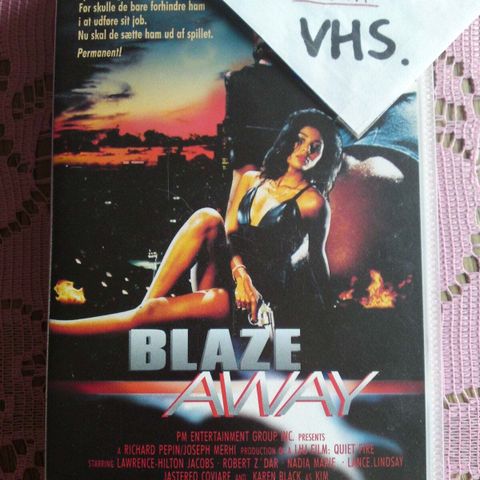 Før skulle de bare forhindre ham
i at udføre sit job.
Nu skal de sætte ham ud af spillet.
Permanent!
VHS.
BLAZE
AWAY
PM ENTERTAINMENT GROUP INC. PRESENTS
A RICHARD PEPIN/JOSEPH MERHI PRODUCTION OF A LHJ FILM: QUIET FIRE
STARRING LAWRENCE-HILTON JACOBS · ROBERT Z'DAR · NADIA MARIE · LANCE LINDSAY
JASTEREO COVIARE AND KAREN BLACK AS KIM